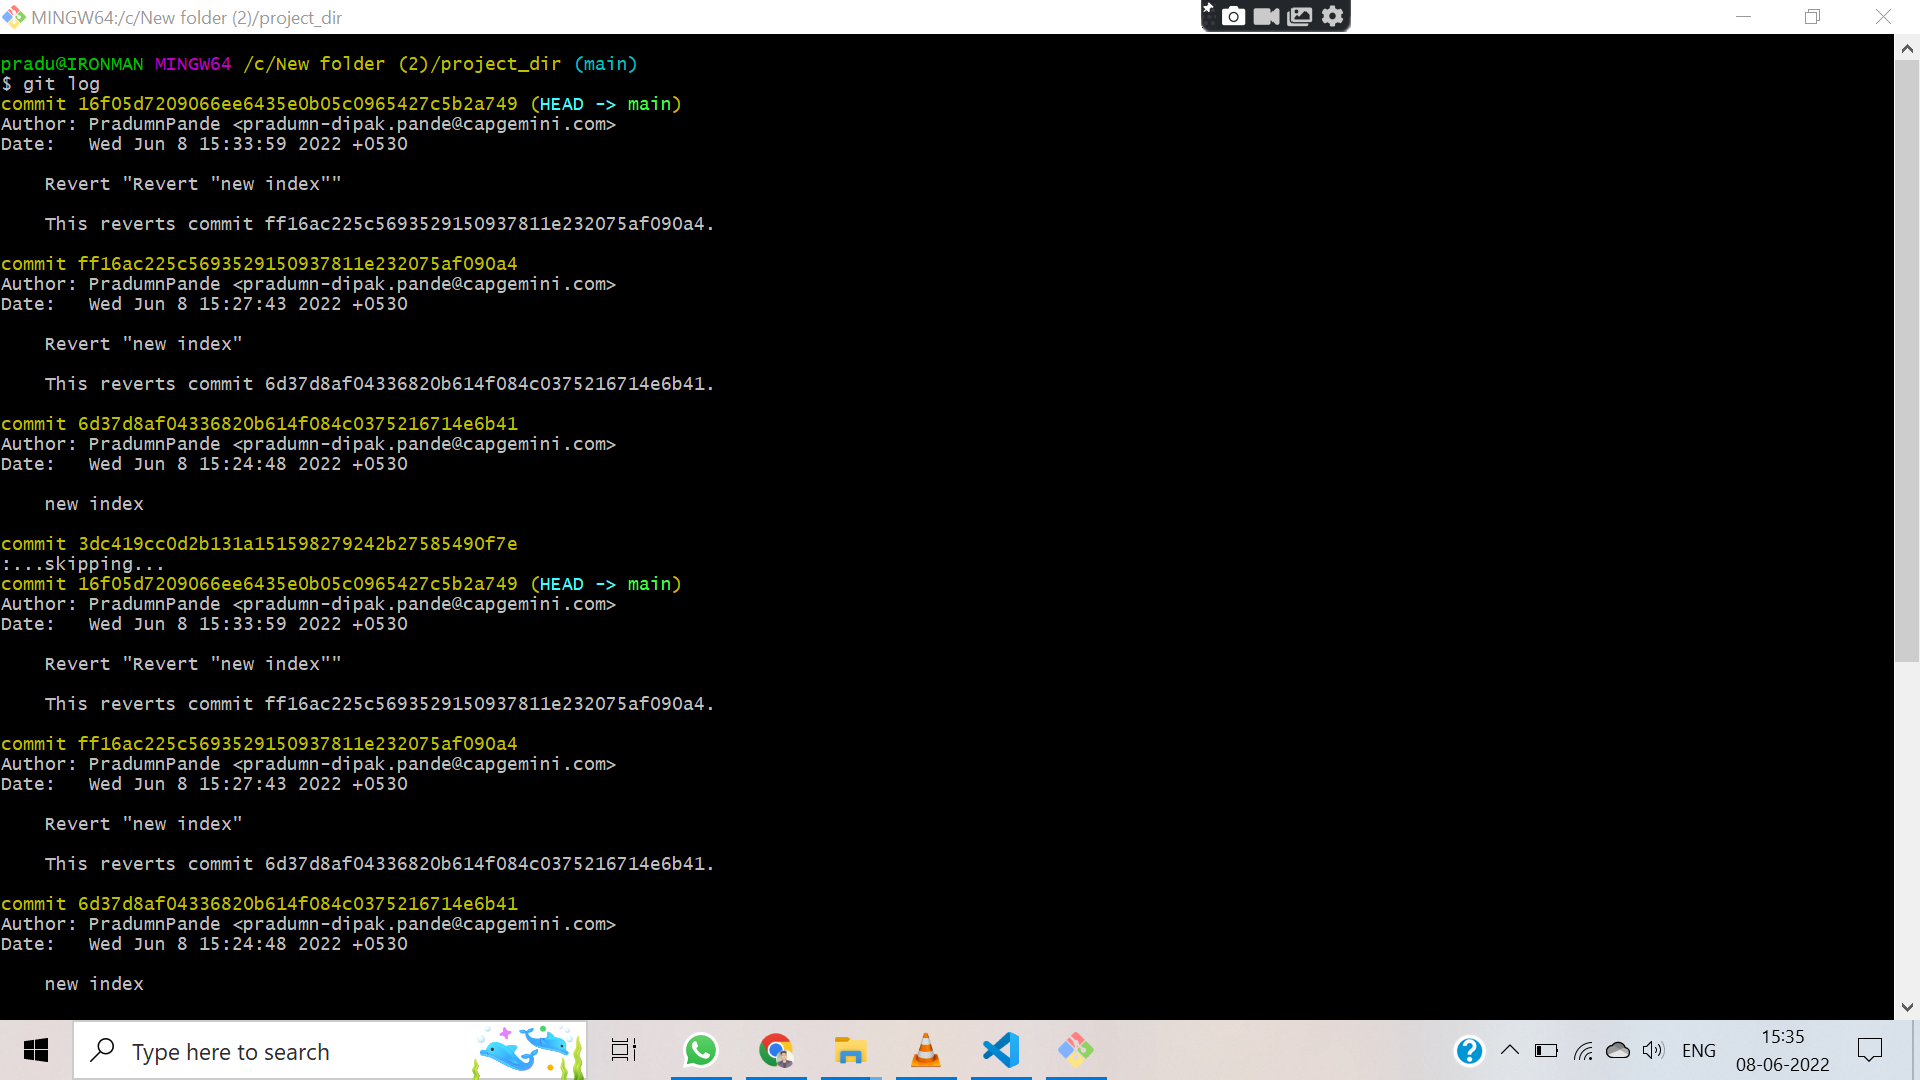 MINGW64:/c/New folder (2)/project_dir
pradu@IRONMAN MINGW64 /c/New folder (2)/project_dir (main)
$ git log
commit 16f05d7209066ee6435e0b05c0965427c5b2a749 (HEAD -> main)
Author: PradumnPande <pradumn-dipak.pande@capgemini.com>
Date:   Wed Jun 8 15:33:59 2022 +0530
    Revert "Revert "new index""
    This reverts commit ff16ac225c5693529150937811e232075af090a4.
commit ff16ac225c5693529150937811e232075af090a4
Author: PradumnPande <pradumn-dipak.pande@capgemini.com>
Date:   Wed Jun 8 15:27:43 2022 +0530
    Revert "new index"
    This reverts commit 6d37d8af04336820b614f084c0375216714e6b41.
commit 6d37d8af04336820b614f084c0375216714e6b41
Author: PradumnPande <pradumn-dipak.pande@capgemini.com>
Date:   Wed Jun 8 15:24:48 2022 +0530
    new index
commit 3dc419cc0d2b131a151598279242b27585490f7e
:...skipping...
commit 16f05d7209066ee6435e0b05c0965427c5b2a749 (HEAD -> main)
Author: PradumnPande <pradumn-dipak.pande@capgemini.com>
Date:   Wed Jun 8 15:33:59 2022 +0530
    Revert "Revert "new index""
    This reverts commit ff16ac225c5693529150937811e232075af090a4.
commit ff16ac225c5693529150937811e232075af090a4
Author: PradumnPande <pradumn-dipak.pande@capgemini.com>
Date:   Wed Jun 8 15:27:43 2022 +0530
    Revert "new index"
    This reverts commit 6d37d8af04336820b614f084c0375216714e6b41.
commit 6d37d8af04336820b614f084c0375216714e6b41
Author: PradumnPande <pradumn-dipak.pande@capgemini.com>
Date:   Wed Jun 8 15:24:48 2022 +0530
    new index
Type here to search
ENG
15:35
08-06-2022